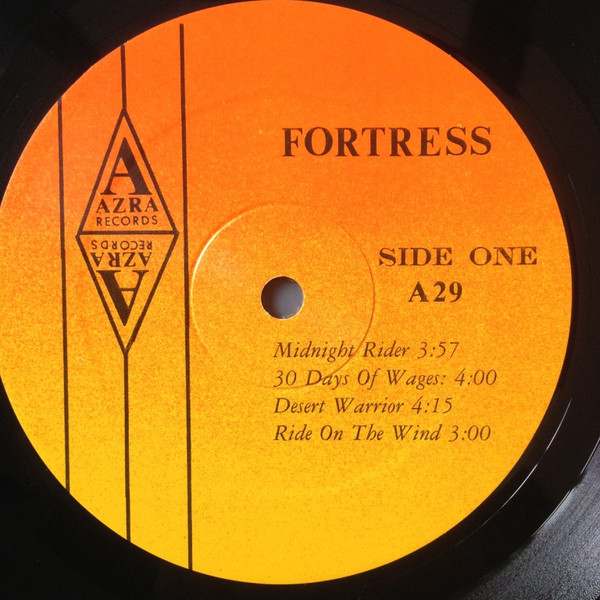 FORTRESS
A
AZRA
RECORDS
RECORDS
AZRA
A
SIDE ONE
A29
Midnight Rider 3:57
30 Days Of Wages: 4:00
Desert Warrior 4:15
Ride On The Wind 3:00